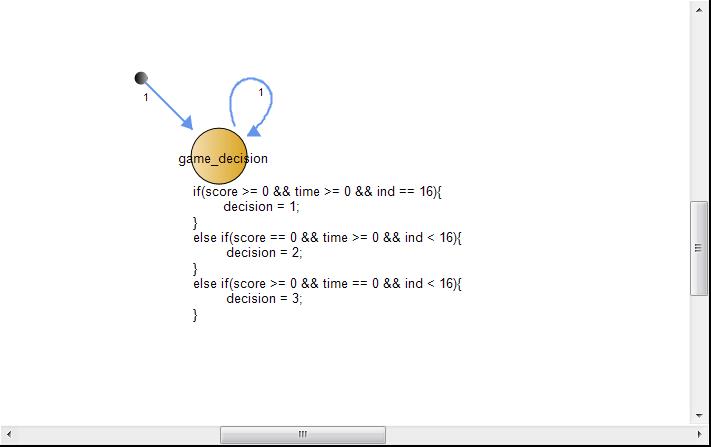 1
1
game_decision
if(score >= 0 && time >= 0 && ind == 16){
decision = 1;
}
else if(score == 0 && time >= 0 && ind < 16){
decision = 2;
}
else if(score >= 0 && time == 0 && ind < 16){
decision = 3;
}